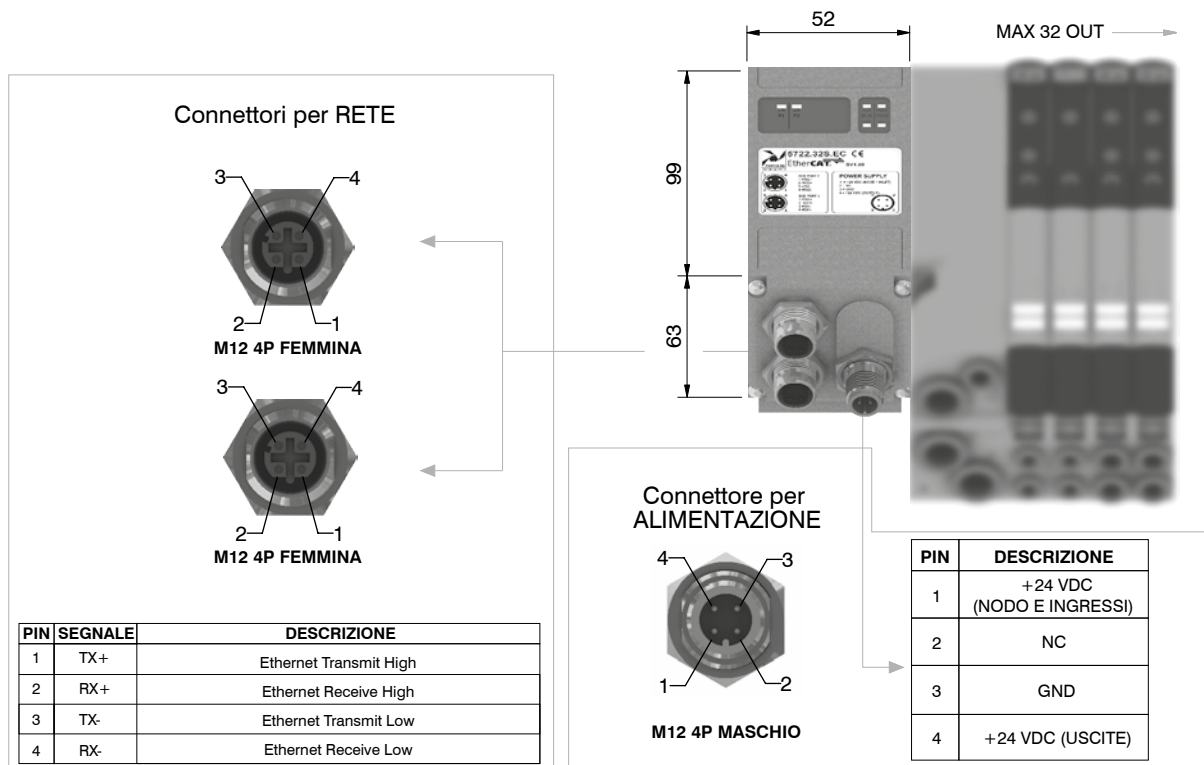 52
MAX 32 OUT
99
63
5722.32S.EC CE
EtherCAT
POWER SUPPLY
Connettori per RETE
3 4
2 1
M12 4P FEMMINA
3 4
2 1
M12 4P FEMMINA
PIN SEGNALE DESCRIZIONE
1 TX+ Ethernet Transmit High
2 RX+ Ethernet Receive High
3 TX- Ethernet Transmit Low
4 RX- Ethernet Receive Low
Connettore per
ALIMENTAZIONE
4 3
1 2
M12 4P MASCHIO
PIN DESCRIZIONE
1 +24 VDC
(NODO E INGRESSI)
2 NC
3 GND
4 +24 VDC (USCITE)